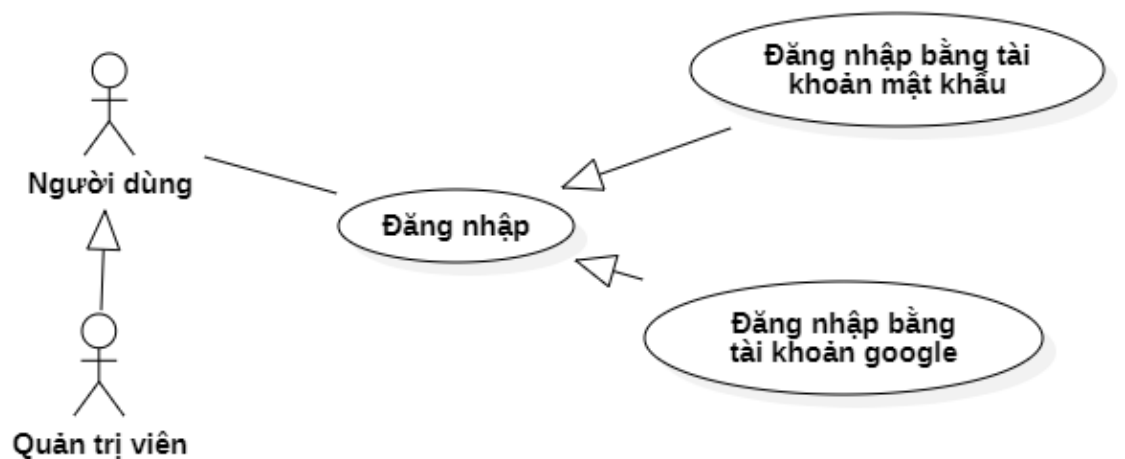 Đăng nhập bằng tài
khoản mật khẩu
Người dùng
Đăng nhập
Đăng nhập bằng
tài khoản google
Quản trị viên